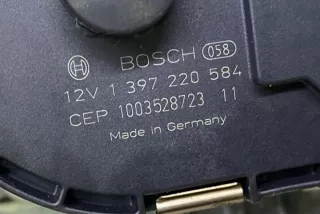 BOSCH 058
12V 1 397 220 584
CEP 1003528723 11
Made in Germany